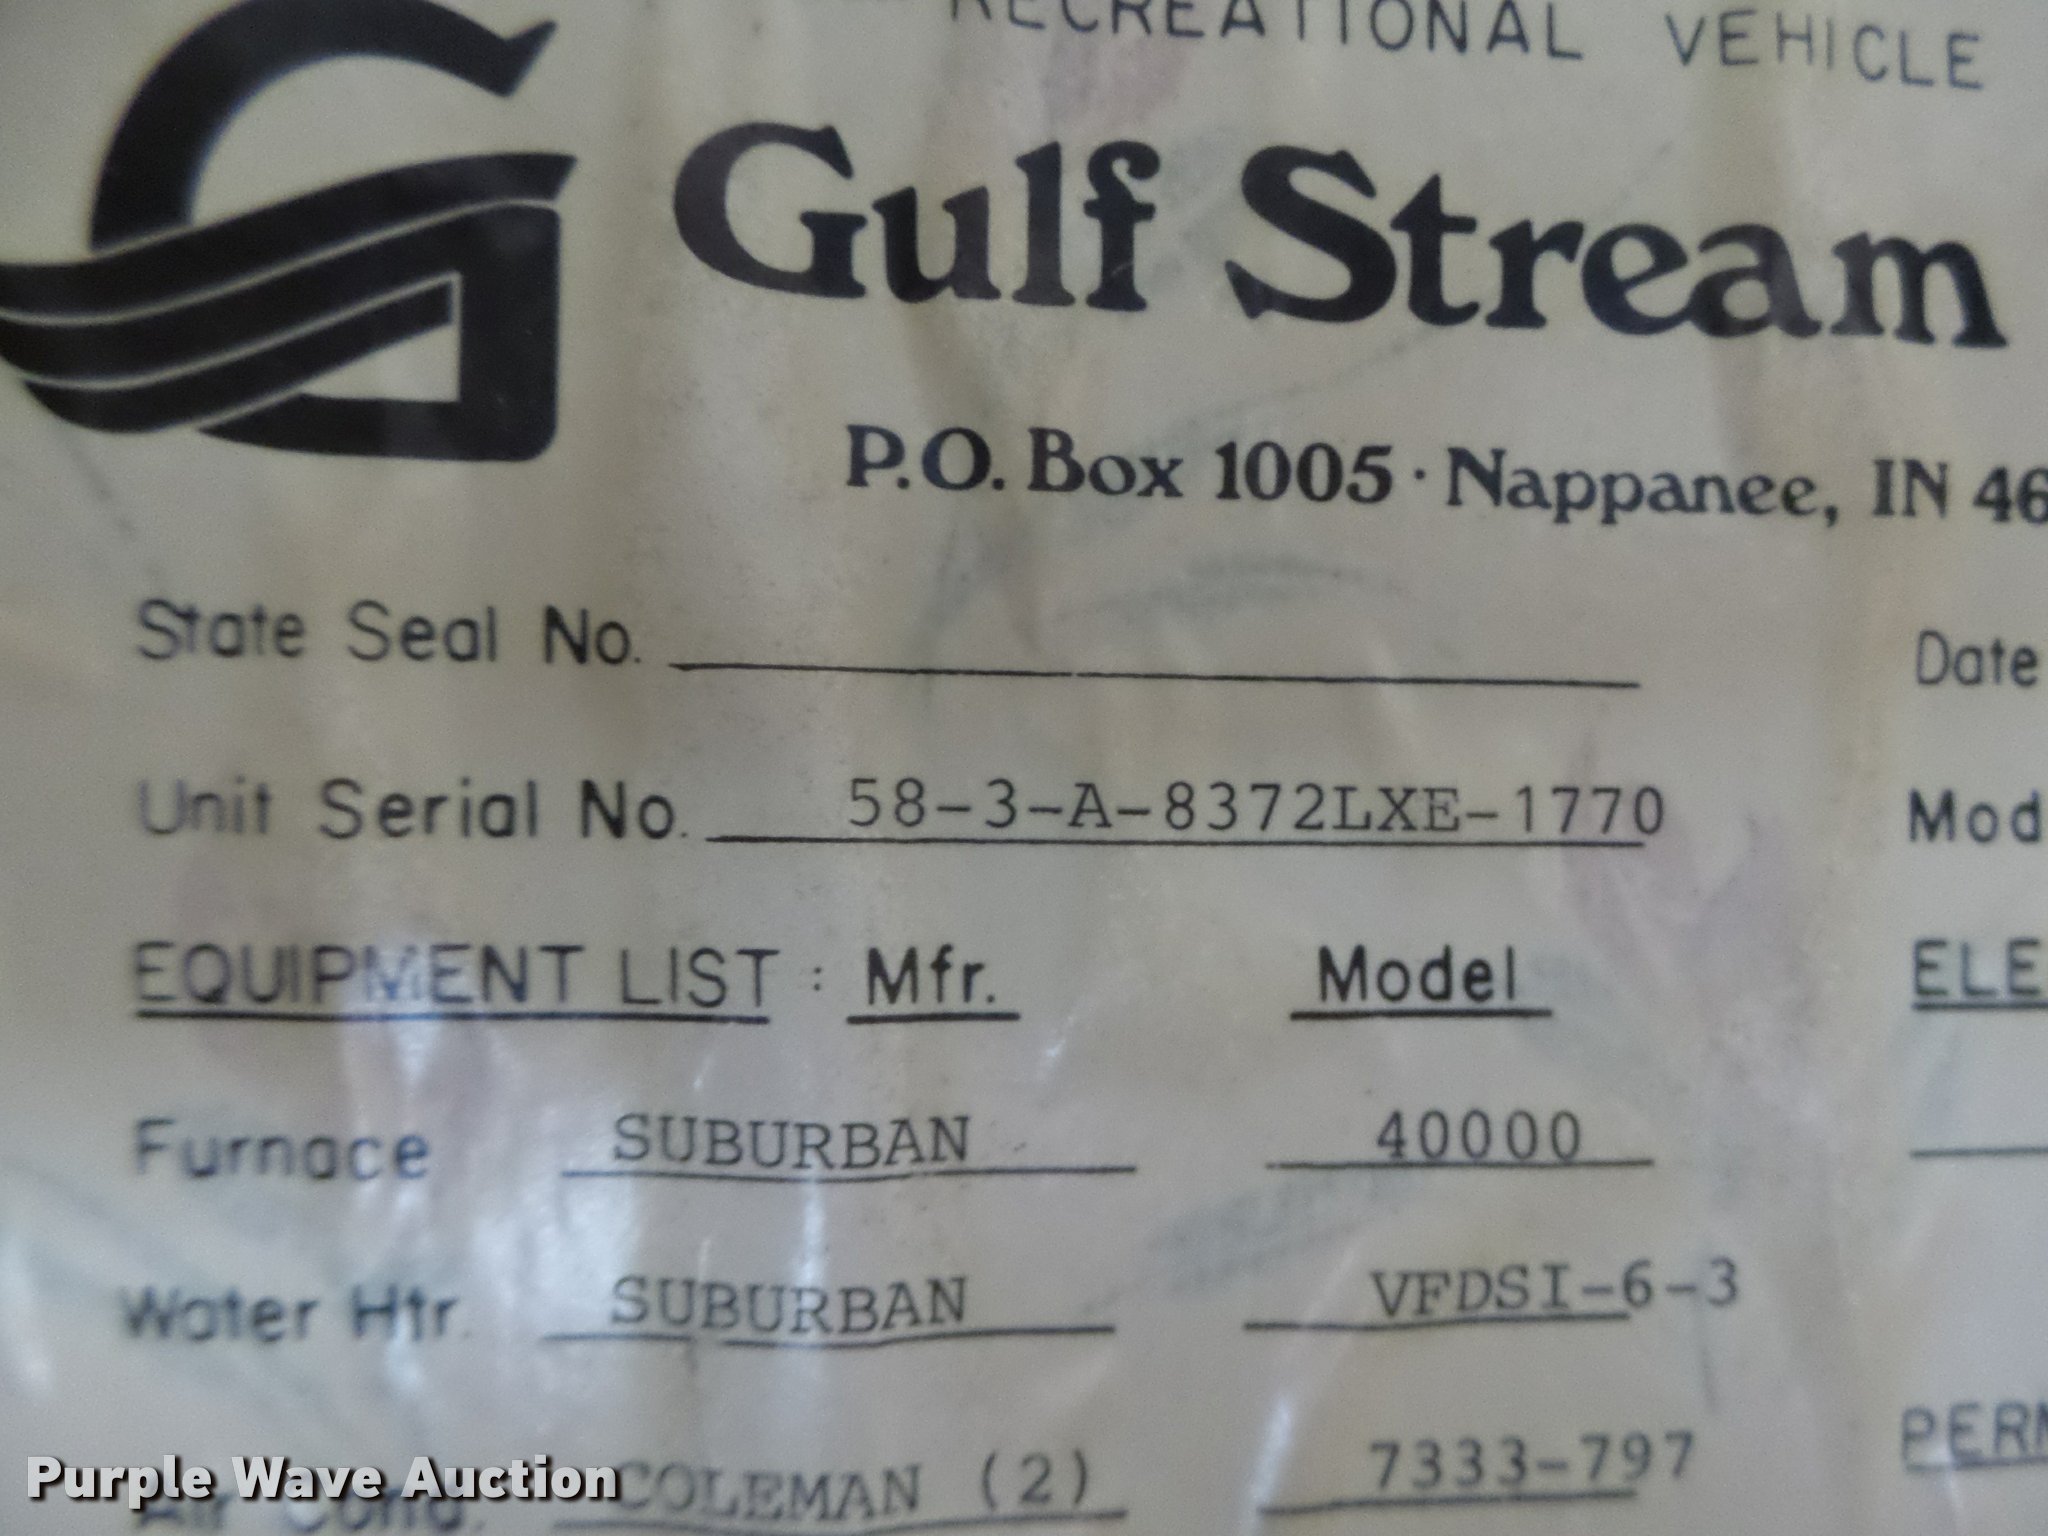 RECREATIONAL VEHICLE
Gulf Stream
P.O. Box 1005 · Nappanee, IN 46
State Seal No. Date
Unit Serial No. 58-3-A-8372LXE-1770 Mod
EQUIPMENT LIST : Mfr. Model ELE
Furnace SUBURBAN 40000
Water Htr. SUBURBAN VFDSI-6-3
PERM
Air Cond. COLEMAN (2) 7333-797
Purple Wave Auction